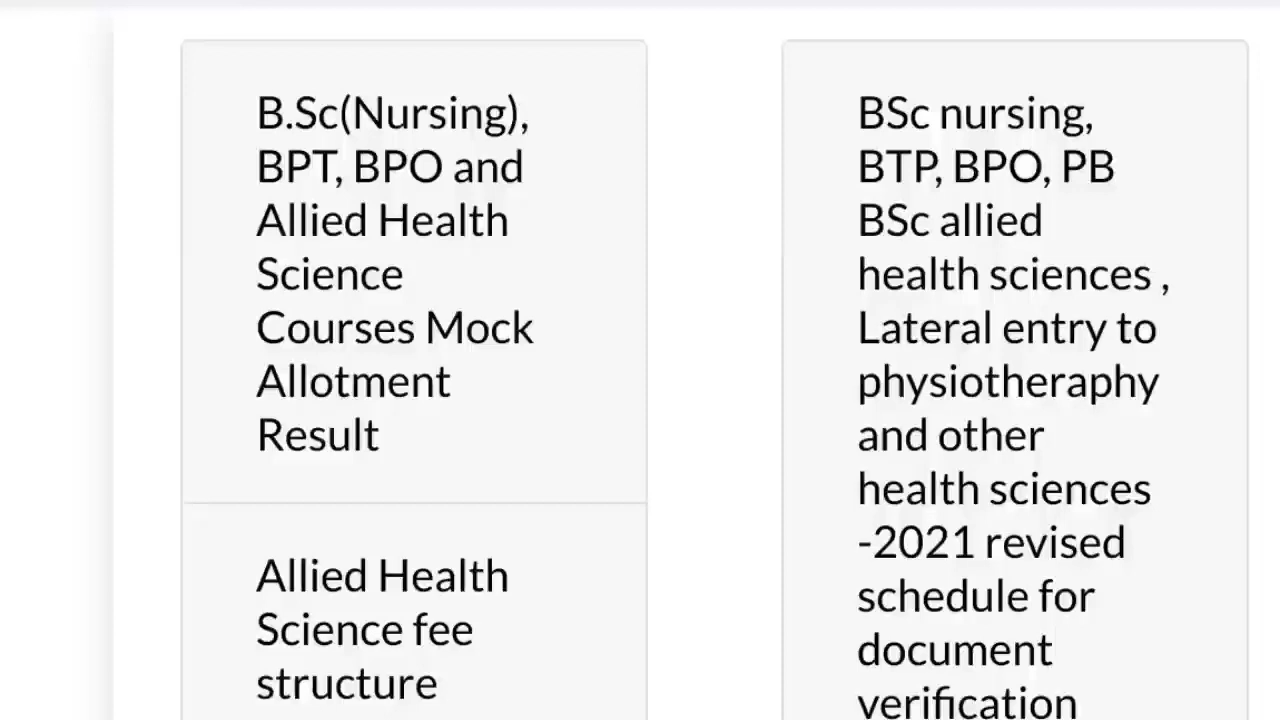 B.Sc(Nursing),
BPT, BPO and
Allied Health
Science
Courses Mock
Allotment
Result
Allied Health
Science fee
structure
BSc nursing,
BTP, BPO, PB
BSc allied
health sciences ,
Lateral entry to
physiotheraphy
and other
health sciences
-2021 revised
schedule for
document
verification